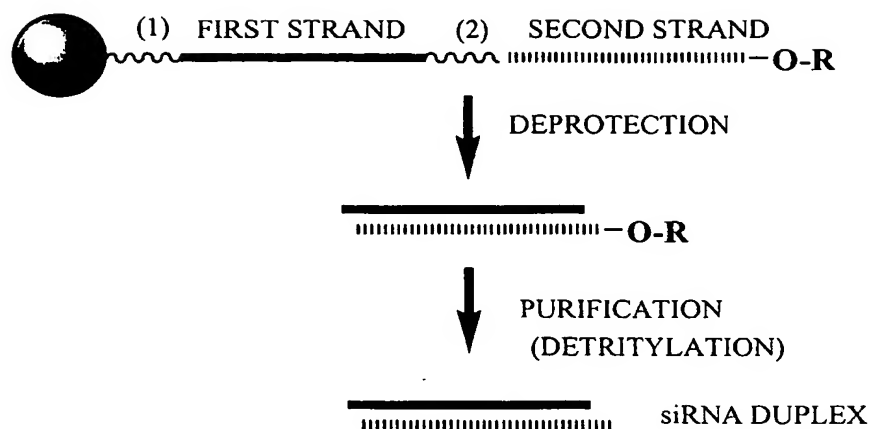 (1) FIRST STRAND (2) SECOND STRAND
O-R
DEPROTECTION
O-R
PURIFICATION
(DETRITYLATION)
siRNA DUPLEX